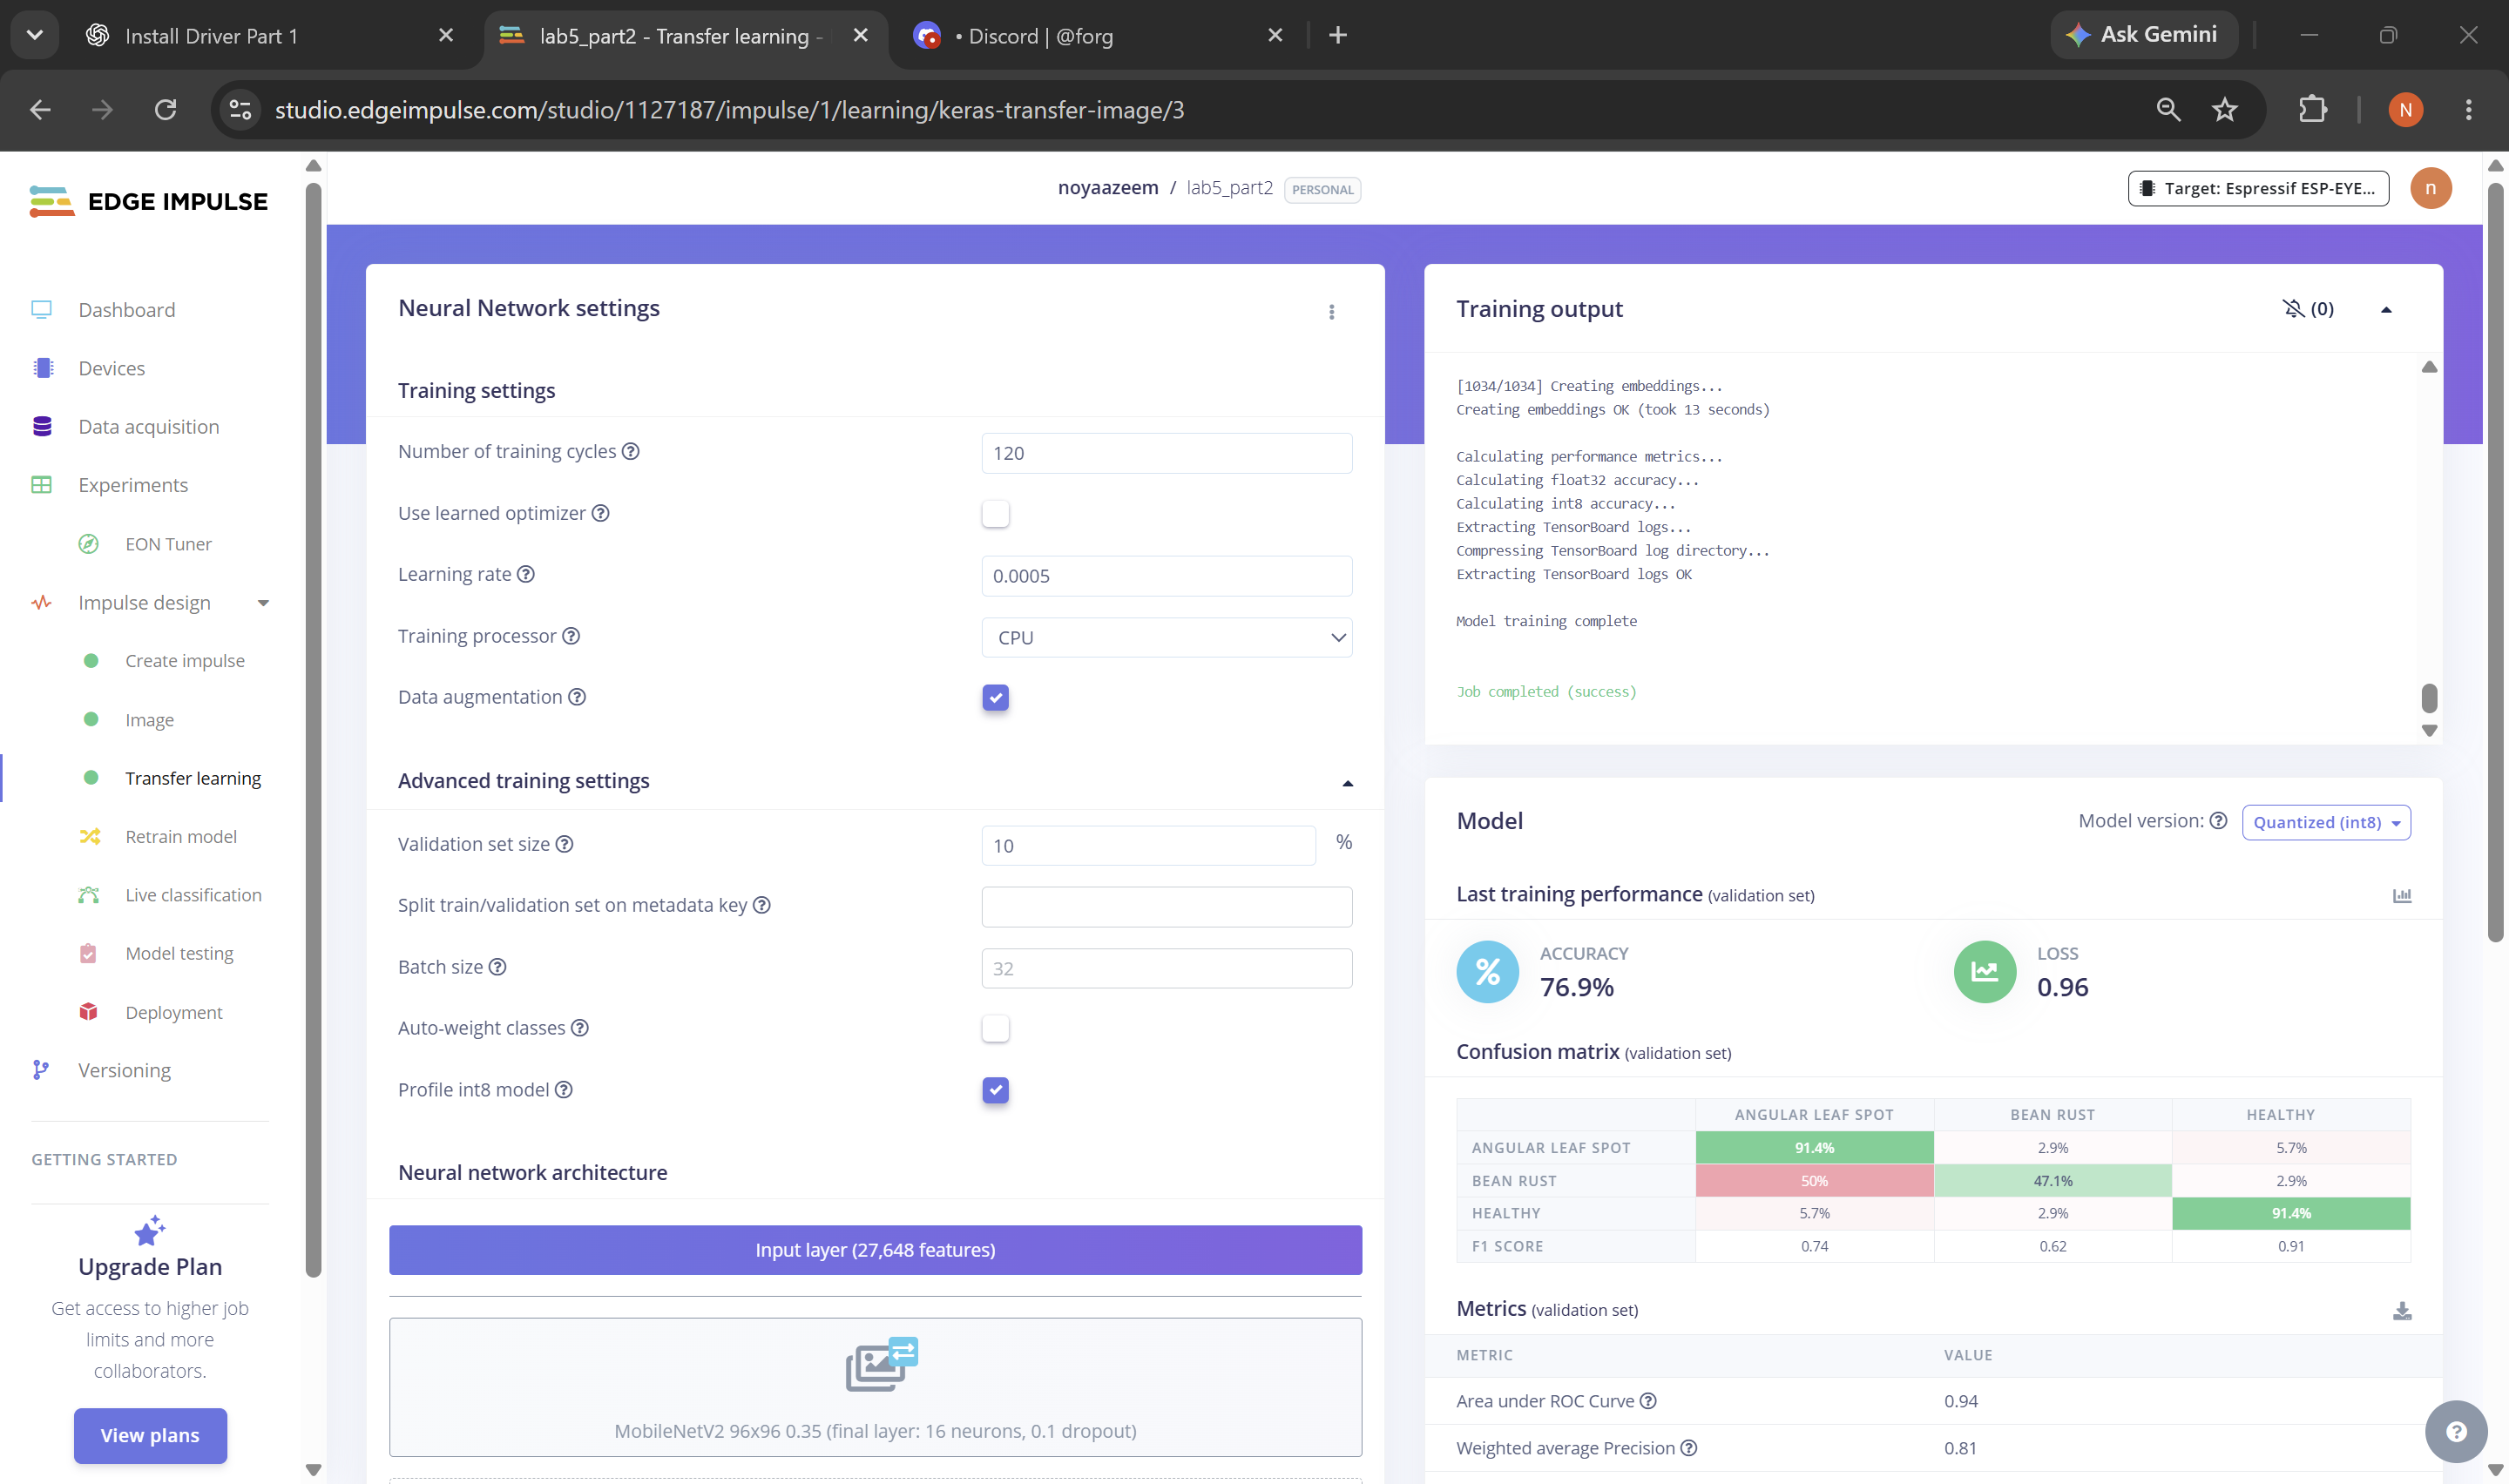 Install Driver Part 1
lab5_part2 - Transfer learning -
• Discord | @forg
Ask Gemini
studio.edgeimpulse.com/studio/1127187/impulse/1/learning/keras-transfer-image/3
N
EDGE IMPULSE
noyaazeem / lab5_part2 PERSONAL
Target: Espressif ESP-EYE...
n
Dashboard
Devices
Data acquisition
Experiments
EON Tuner
Impulse design
Create impulse
Image
Transfer learning
Retrain model
Live classification
Model testing
Deployment
Versioning
GETTING STARTED
Upgrade Plan
Get access to higher job
limits and more
collaborators.
View plans
Neural Network settings
Training settings
Number of training cycles ?
120
Use learned optimizer ?
Learning rate ?
0.0005
Training processor ?
CPU
Data augmentation ?
Advanced training settings
Validation set size ?
10 %
Split train/validation set on metadata key ?
Batch size ?
32
Auto-weight classes ?
Profile int8 model ?
Neural network architecture
Input layer (27,648 features)
MobileNetV2 96x96 0.35 (final layer: 16 neurons, 0.1 dropout)
Training output
(0)
[1034/1034] Creating embeddings...
Creating embeddings OK (took 13 seconds)
Calculating performance metrics...
Calculating float32 accuracy...
Calculating int8 accuracy...
Extracting TensorBoard logs...
Compressing TensorBoard log directory...
Extracting TensorBoard logs OK
Model training complete
Job completed (success)
Model
Model version: ? Quantized (int8)
Last training performance (validation set)
% ACCURACY
76.9%
LOSS
0.96
Confusion matrix (validation set)
ANGULAR LEAF SPOT BEAN RUST HEALTHY
ANGULAR LEAF SPOT 91.4% 2.9% 5.7%
BEAN RUST 50% 47.1% 2.9%
HEALTHY 5.7% 2.9% 91.4%
F1 SCORE 0.74 0.62 0.91
Metrics (validation set)
METRIC VALUE
Area under ROC Curve ? 0.94
Weighted average Precision ? 0.81
?